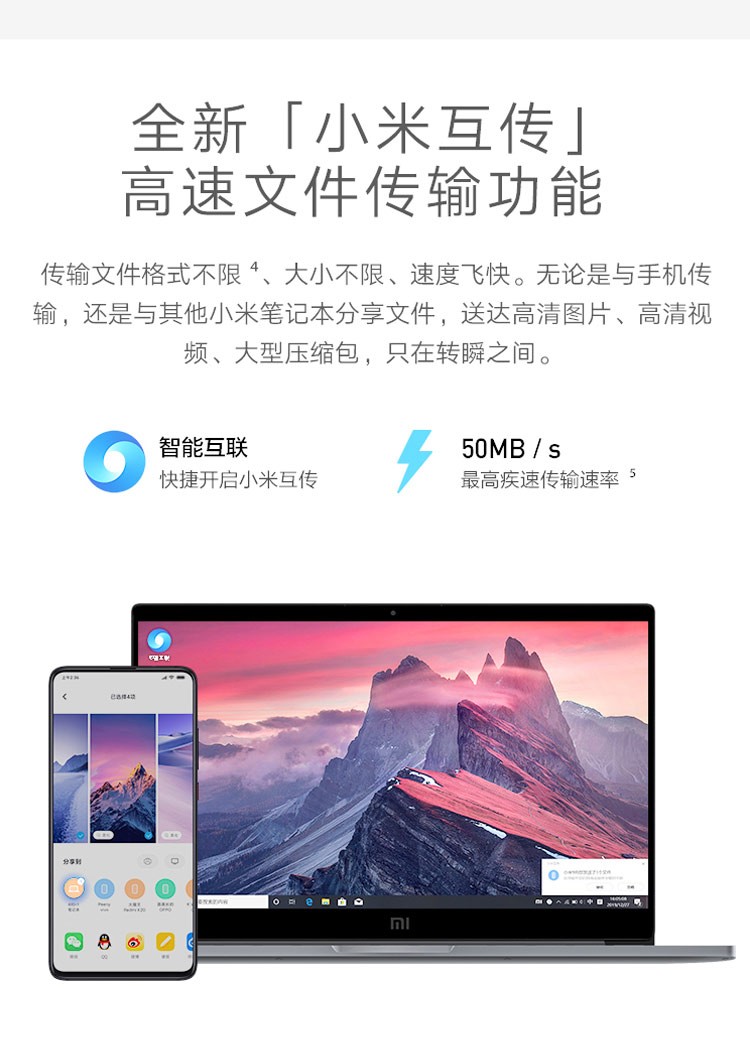 全新「小米互传」
高速文件传输功能
传输文件格式不限 4、大小不限、速度飞快。无论是与手机传
输，还是与其他小米笔记本分享文件，送达高清图片、高清视
频、大型压缩包，只在转瞬之间。
智能互联
快捷开启小米互传
50MB / s
最高疾速传输速率 5
已选择4项
分享到
QQ
mi